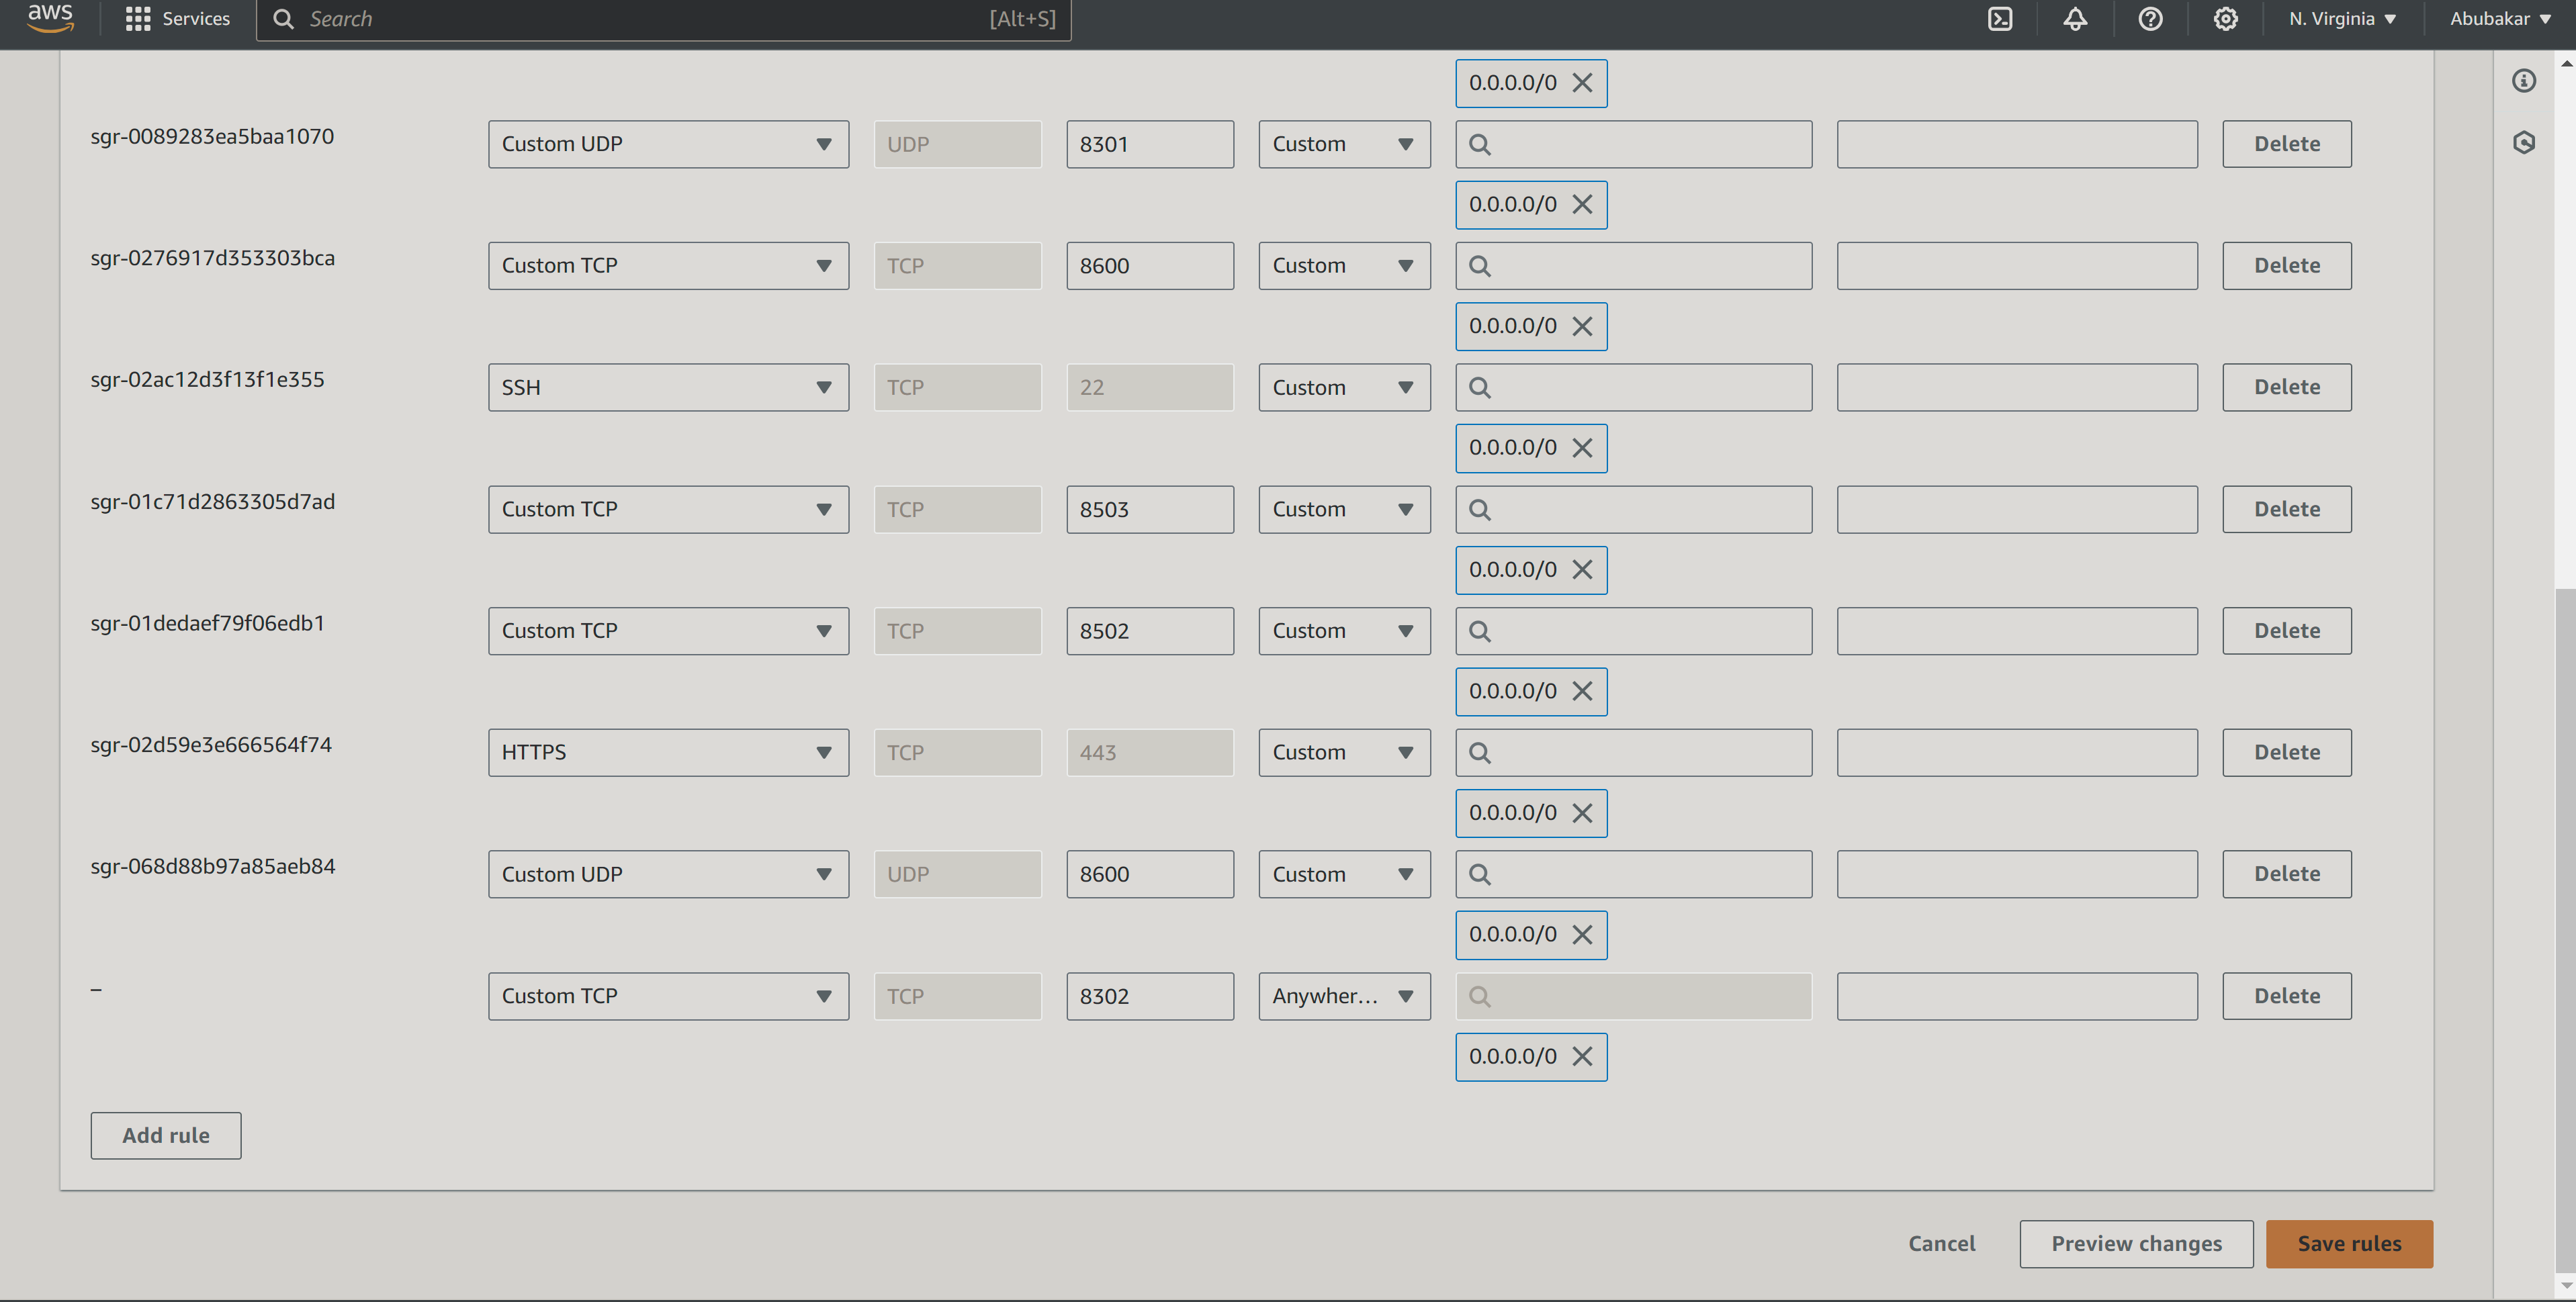 aws Services Search [Alt+S] N. Virginia Abubakar
0.0.0.0/0
sgr-0089283ea5baa1070 Custom UDP UDP 8301 Custom Delete
0.0.0.0/0
sgr-0276917d353303bca Custom TCP TCP 8600 Custom Delete
0.0.0.0/0
sgr-02ac12d3f13f1e355 SSH TCP 22 Custom Delete
0.0.0.0/0
sgr-01c71d2863305d7ad Custom TCP TCP 8503 Custom Delete
0.0.0.0/0
sgr-01dedaef79f06edb1 Custom TCP TCP 8502 Custom Delete
0.0.0.0/0
sgr-02d59e3e666564f74 HTTPS TCP 443 Custom Delete
0.0.0.0/0
sgr-068d88b97a85aeb84 Custom UDP UDP 8600 Custom Delete
0.0.0.0/0
– Custom TCP TCP 8302 Anywher... Delete
0.0.0.0/0
Add rule
Cancel Preview changes Save rules